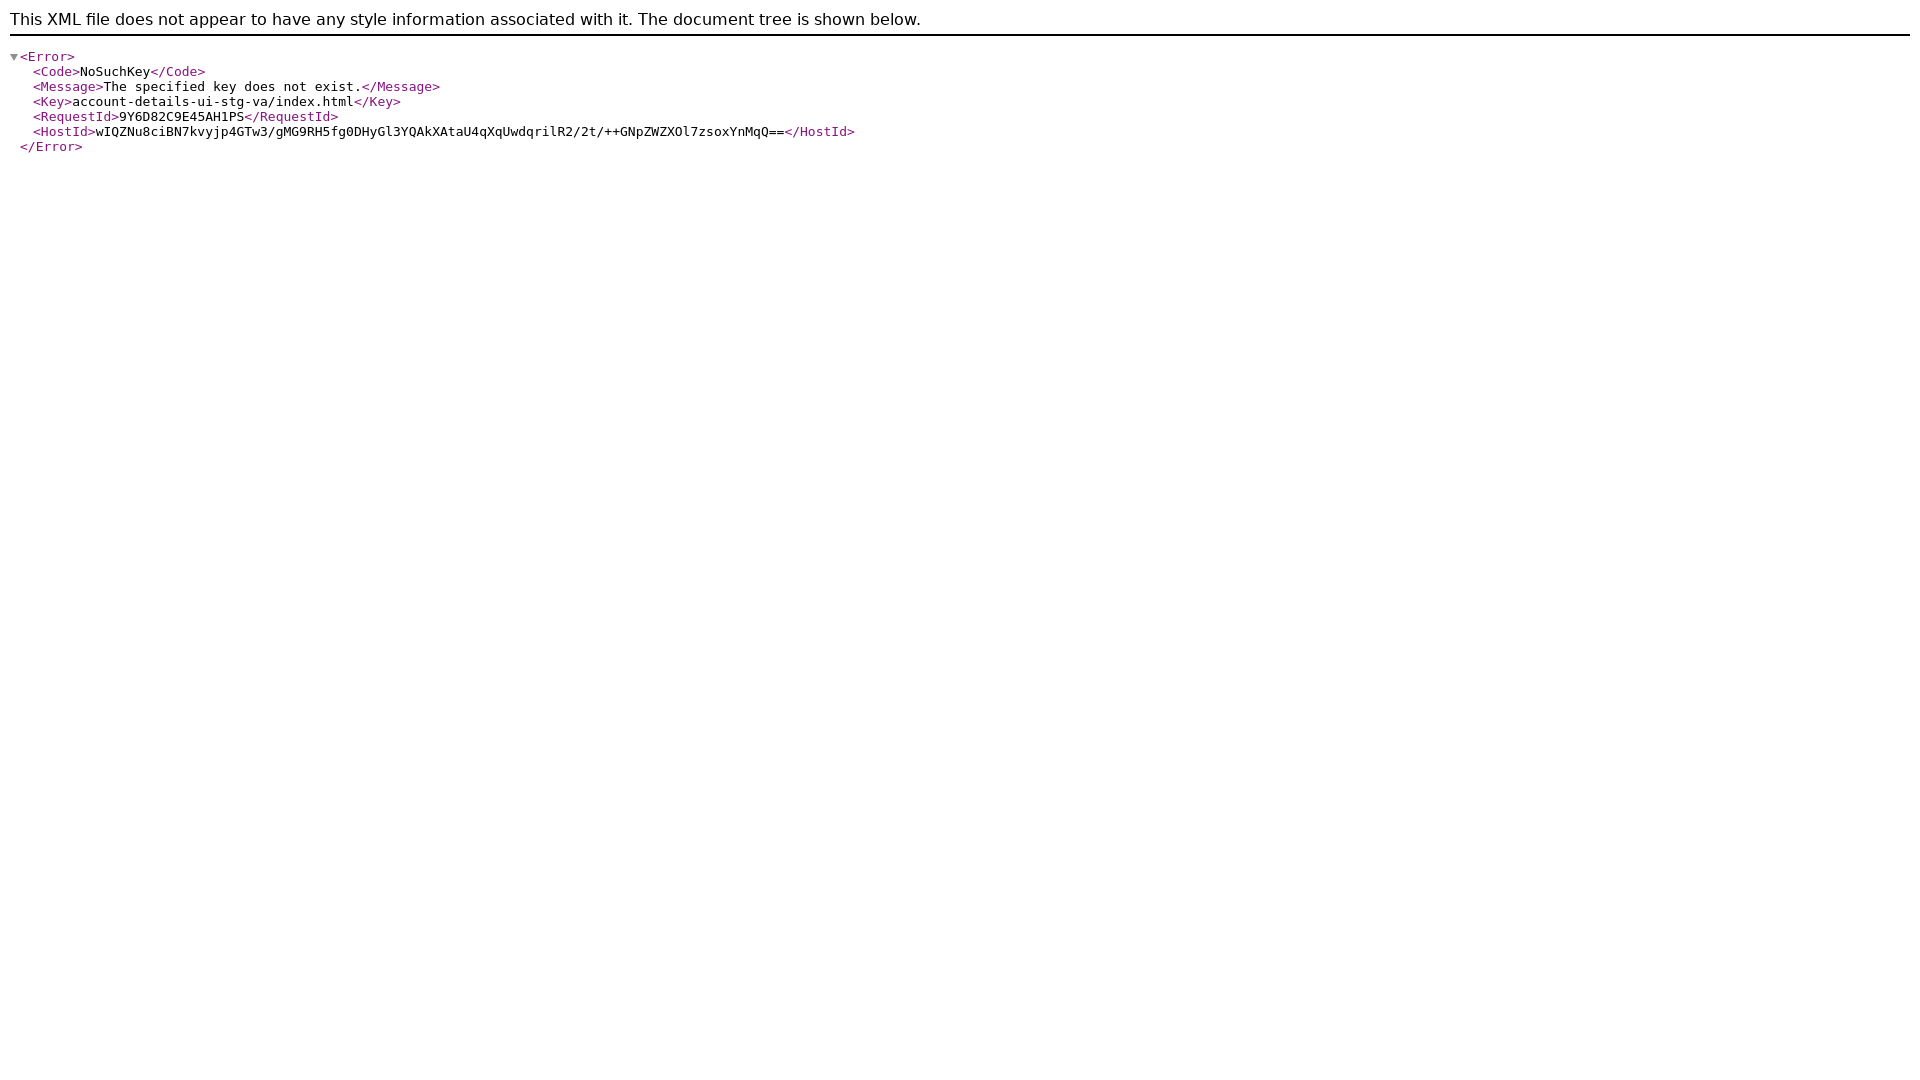 This XML file does not appear to have any style information associated with it. The document tree is shown below.
<Error>
<Code>NoSuchKey</Code>
<Message>The specified key does not exist.</Message>
<Key>account-details-ui-stg-va/index.html</Key>
<RequestId>9Y6D82C9E45AH1PS</RequestId>
<HostId>wIQZNu8ciBN7kvyjp4GTw3/gMG9RH5fg0DHyGl3YQAkXAtaU4qXqUwdqrilR2/2t/++GNpZWZXOl7zsoxYnMqQ==</HostId>
</Error>